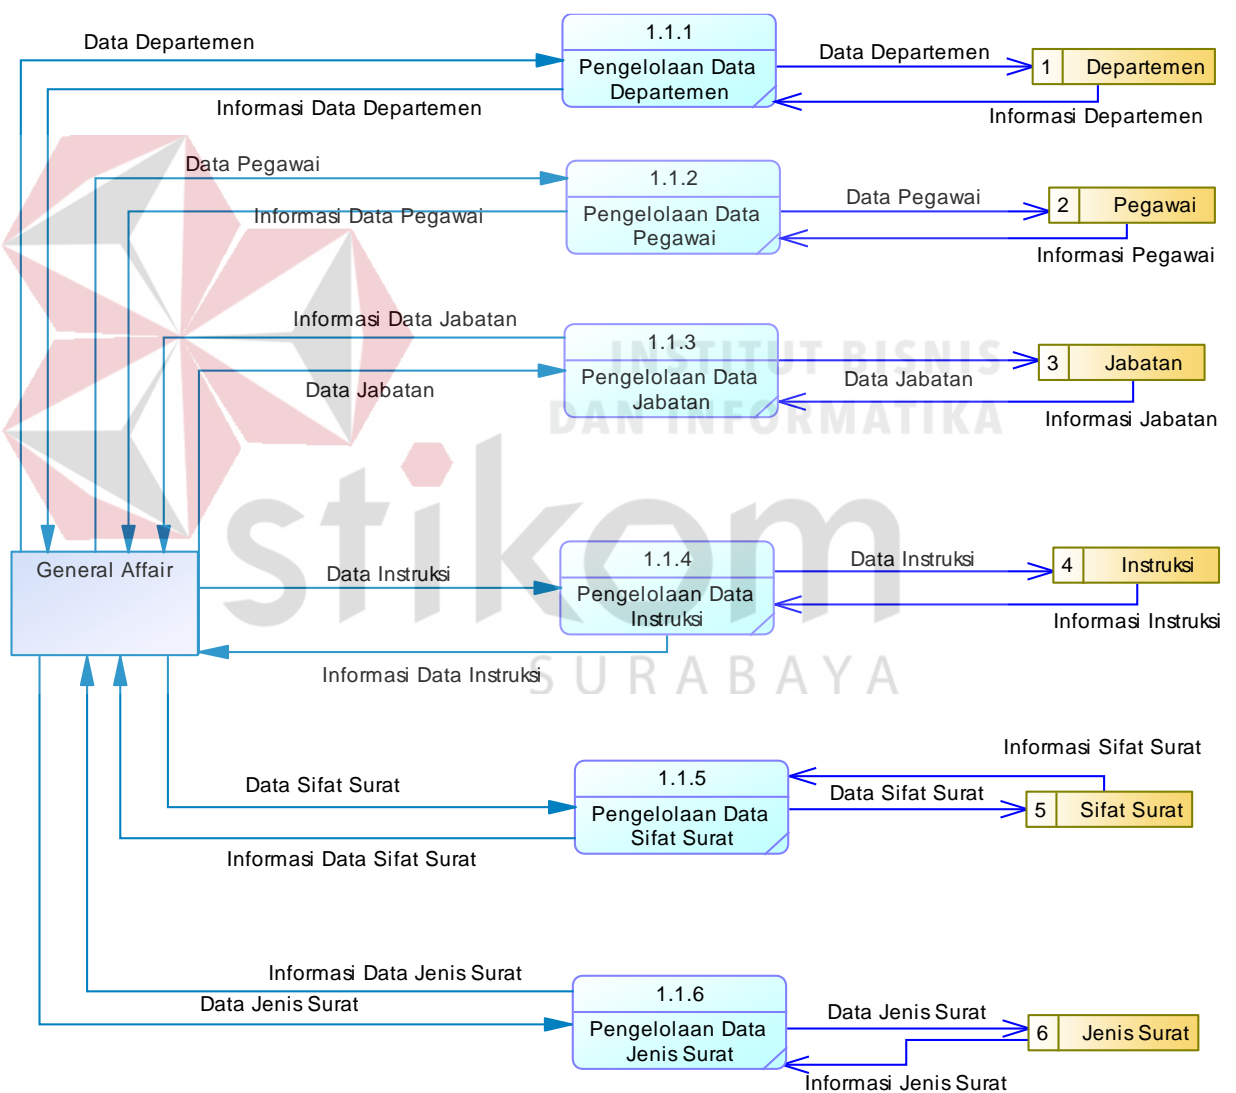 1.1.1
Data Departemen
Data Departemen
Pengelolaan Data
Departemen
1 Departemen
Informasi Data Departemen
Informasi Departemen
Data Pegawai
1.1.2
Data Pegawai
Informasi Data Pegawai
Pengelolaan Data
Pegawai
2 Pegawai
Informasi Pegawai
Informasi Data Jabatan
1.1.3
INSTITUT BISNIS
DAN INFORMATIKA
Data Jabatan
Pengelolaan Data
Jabatan
Data Jabatan
3 Jabatan
Informasi Jabatan
stikom
SURABAYA
General Affair
Data Instruksi
1.1.4
Pengelolaan Data
Instruksi
Data Instruksi
4 Instruksi
Informasi Instruksi
Informasi Data Instruksi
Informasi Sifat Surat
Data Sifat Surat
1.1.5
Pengelolaan Data
Sifat Surat
Data Sifat Surat
5 Sifat Surat
Informasi Data Sifat Surat
Informasi Data Jenis Surat
Data Jenis Surat
1.1.6
Pengelolaan Data
Jenis Surat
Data Jenis Surat
6 Jenis Surat
Informasi Jenis Surat